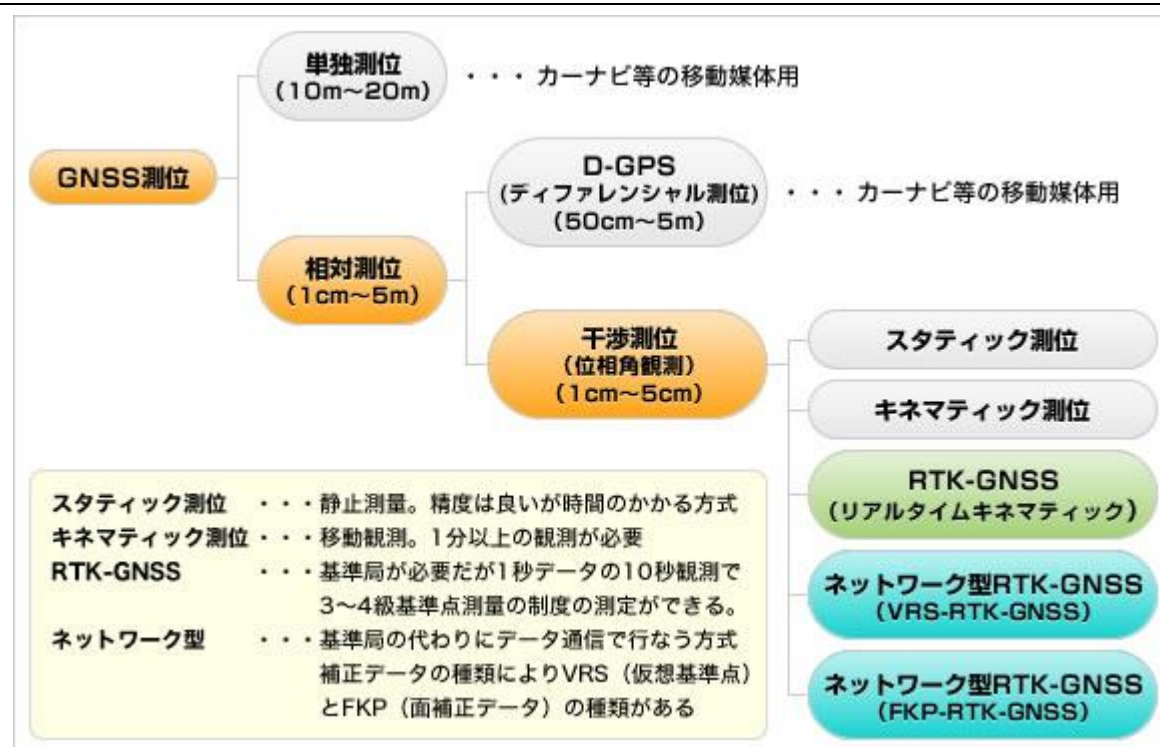 単独測位
(10m〜20m)
・・・ カーナビ等の移動媒体用
GNSS測位
D-GPS
(ディファレンシャル測位)
(50cm〜5m)
・・・ カーナビ等の移動媒体用
相対測位
(1cm〜5m)
干渉測位
(位相角観測)
(1cm〜5cm)
スタティック測位
キネマティック測位
RTK-GNSS
(リアルタイムキネマティック)
ネットワーク型RTK-GNSS
(VRS-RTK-GNSS)
ネットワーク型RTK-GNSS
(FKP-RTK-GNSS)
スタティック測位 ・・・静止測量。精度は良いが時間のかかる方式
キネマティック測位・・・移動観測。1分以上の観測が必要
RTK-GNSS ・・・基準局が必要だが1秒データの10秒観測で
3〜4級基準点測量の制度の測定ができる。
ネットワーク型 ・・・基準局の代わりにデータ通信で行なう方式
補正データの種類によりVRS(仮想基準点)
とFKP(面補正データ)の種類がある